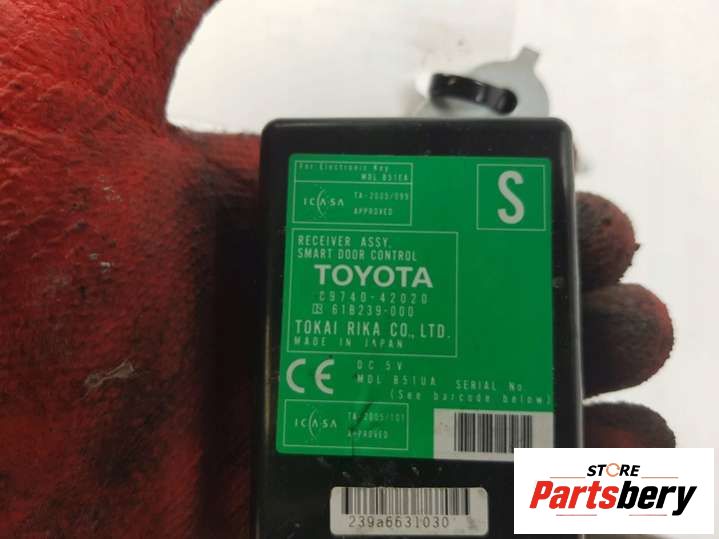 For Electronic Key
MDL B51EA
ICASA
TA-2005/099
APPROVED
S
RECEIVER ASSY,
SMART DOOR CONTROL
TOYOTA
C9740-42020
61B239-000
TOKAI RIKA CO., LTD.
MADE IN JAPAN
CE
DC 5V
MDL B51UA SERIAL No.
(See barcode below)
ICASA
TA-2005/101
APPROVED
239a6631030
STORE
Partsbery